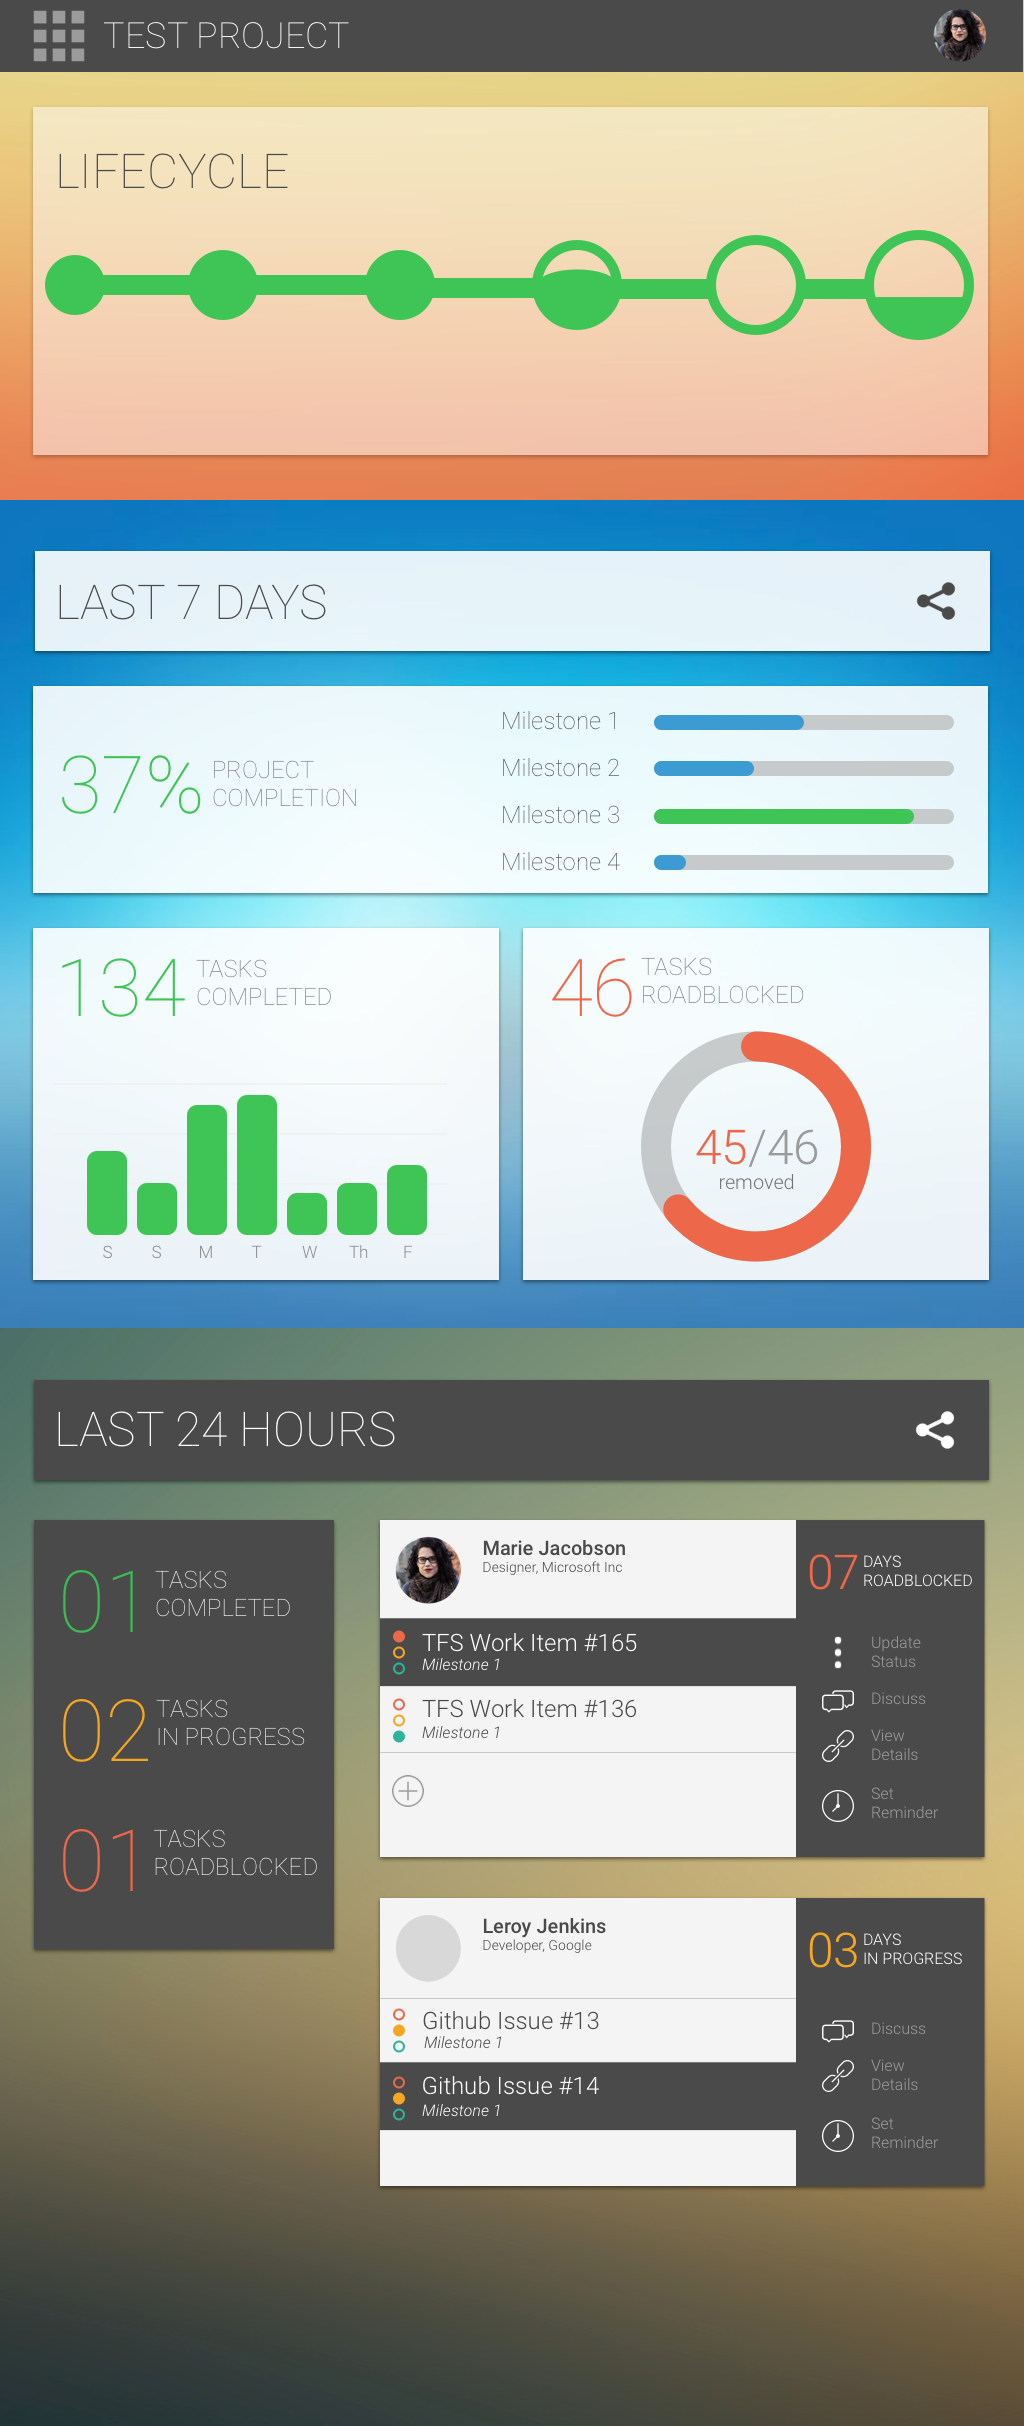 TEST PROJECT
LIFECYCLE
LAST 7 DAYS
37%
PROJECT
COMPLETION
Milestone 1
Milestone 2
Milestone 3
Milestone 4
134
TASKS
COMPLETED
S S M T W Th F
46
TASKS
ROADBLOCKED
45/46
removed
LAST 24 HOURS
01
TASKS
COMPLETED
02
TASKS
IN PROGRESS
01
TASKS
ROADBLOCKED
Marie Jacobson
Designer, Microsoft Inc
TFS Work Item #165
Milestone 1
TFS Work Item #136
Milestone 1
07
DAYS
ROADBLOCKED
Update
Status
Discuss
View
Details
Set
Reminder
Leroy Jenkins
Developer, Google
Github Issue #13
Milestone 1
Github Issue #14
Milestone 1
03
DAYS
IN PROGRESS
Discuss
View
Details
Set
Reminder